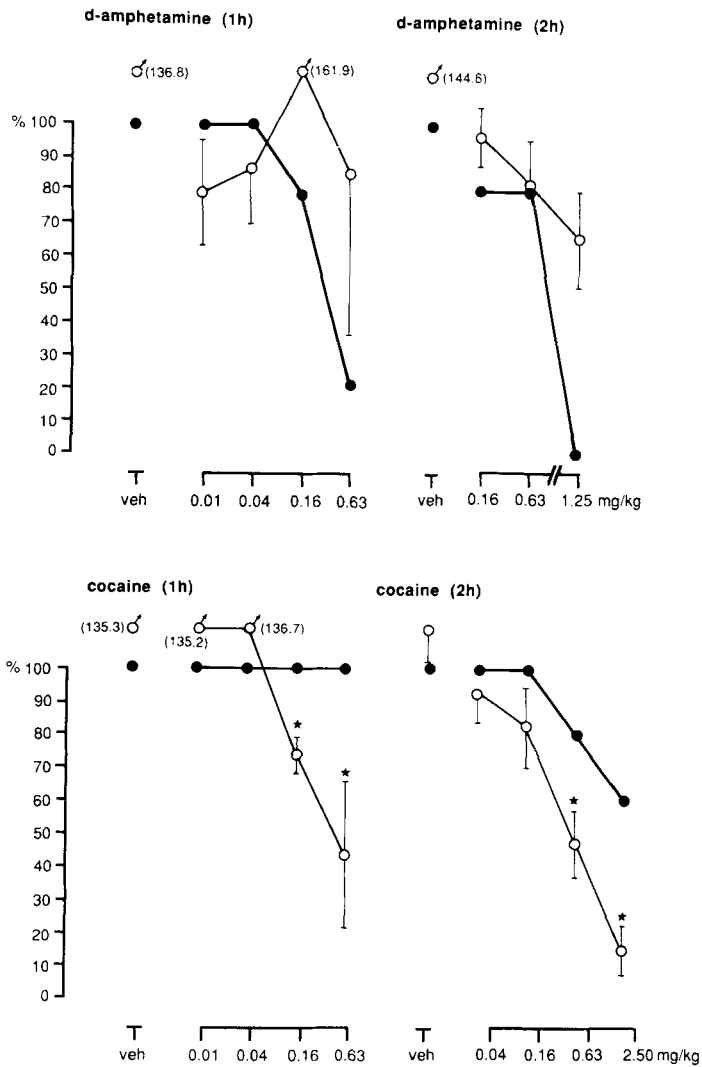 d-amphetamine (1h)
d-amphetamine (2h)
(136.8)
(161.9)
(144.6)
% 100
90
80
70
60
50
40
30
20
10
0
veh
0.01 0.04 0.16 0.63
veh
0.16 0.63 1.25 mg/kg
cocaine (1h)
cocaine (2h)
(135.3)
(135.2)
(136.7)
% 100
90
80
70
60
50
40
30
20
10
0
veh
0.01 0.04 0.16 0.63
veh
0.04 0.16 0.63 2.50 mg/kg